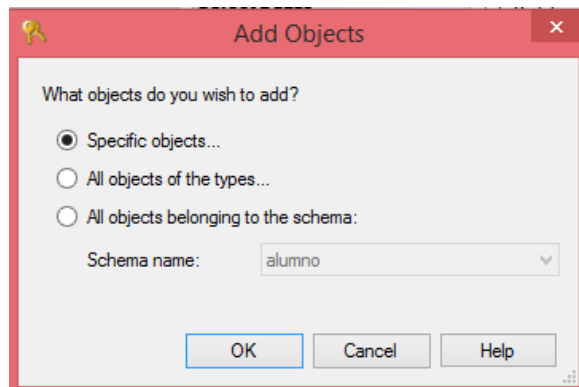 Add Objects
What objects do you wish to add?
Specific objects...
All objects of the types...
All objects belonging to the schema:
Schema name: alumno
OK Cancel Help